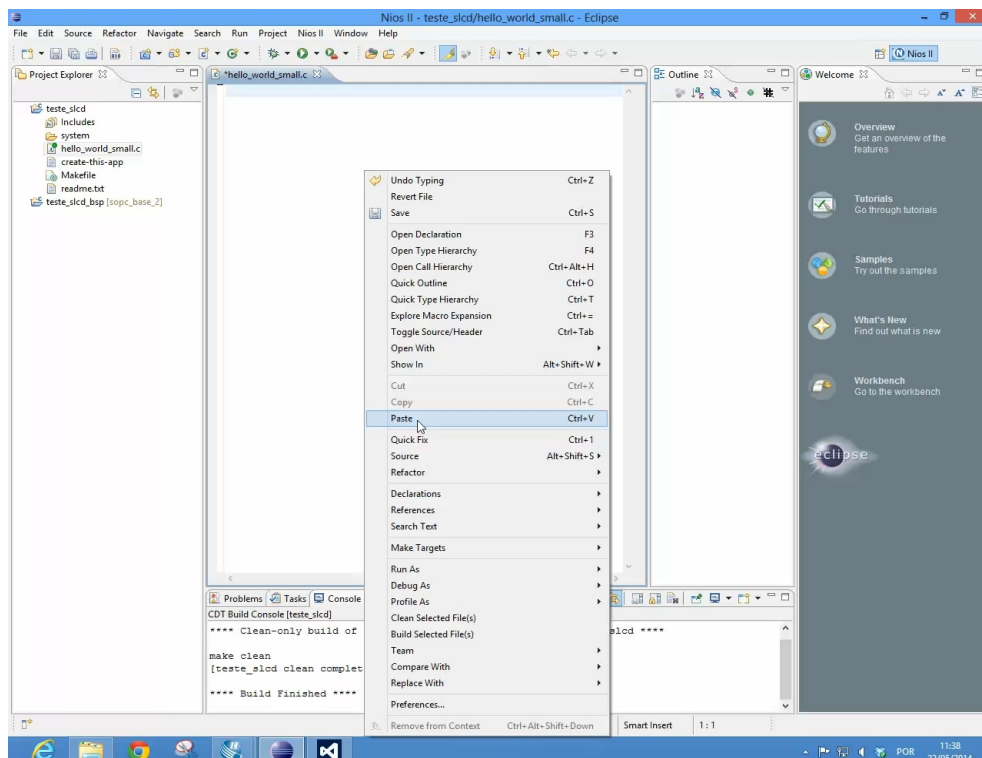 Nios II - teste_slcd/hello_world_small.c - Eclipse
File Edit Source Refactor Navigate Search Run Project Nios II Window Help
Nios II
Project Explorer
*hello_world_small.c
Outline
Welcome
teste_slcd
Includes
system
hello_world_small.c
create-this-app
Makefile
readme.txt
teste_slcd_bsp [sopc_base_2]
Undo Typing Ctrl+Z
Revert File
Save Ctrl+S
Open Declaration F3
Open Type Hierarchy F4
Open Call Hierarchy Ctrl+Alt+H
Quick Outline Ctrl+O
Quick Type Hierarchy Ctrl+T
Explore Macro Expansion Ctrl+=
Toggle Source/Header Ctrl+Tab
Open With
Show In Alt+Shift+W
Cut Ctrl+X
Copy Ctrl+C
Paste Ctrl+V
Quick Fix Ctrl+1
Source Alt+Shift+S
Refactor
Declarations
References
Search Text
Make Targets
Run As
Debug As
Profile As
Clean Selected File(s)
Build Selected File(s)
Team
Compare With
Replace With
Preferences...
Remove from Context Ctrl+Alt+Shift+Down
Overview
Get an overview of the
features
Tutorials
Go through tutorials
Samples
Try out the samples
What's New
Find out what is new
Workbench
Go to the workbench
eclipse
Problems Tasks Console
CDT Build Console [teste_slcd]
**** Clean-only build of slcd ****
make clean
[teste_slcd clean complet
**** Build Finished ****
Smart Insert 1 : 1
POR 11:38
22/05/2014